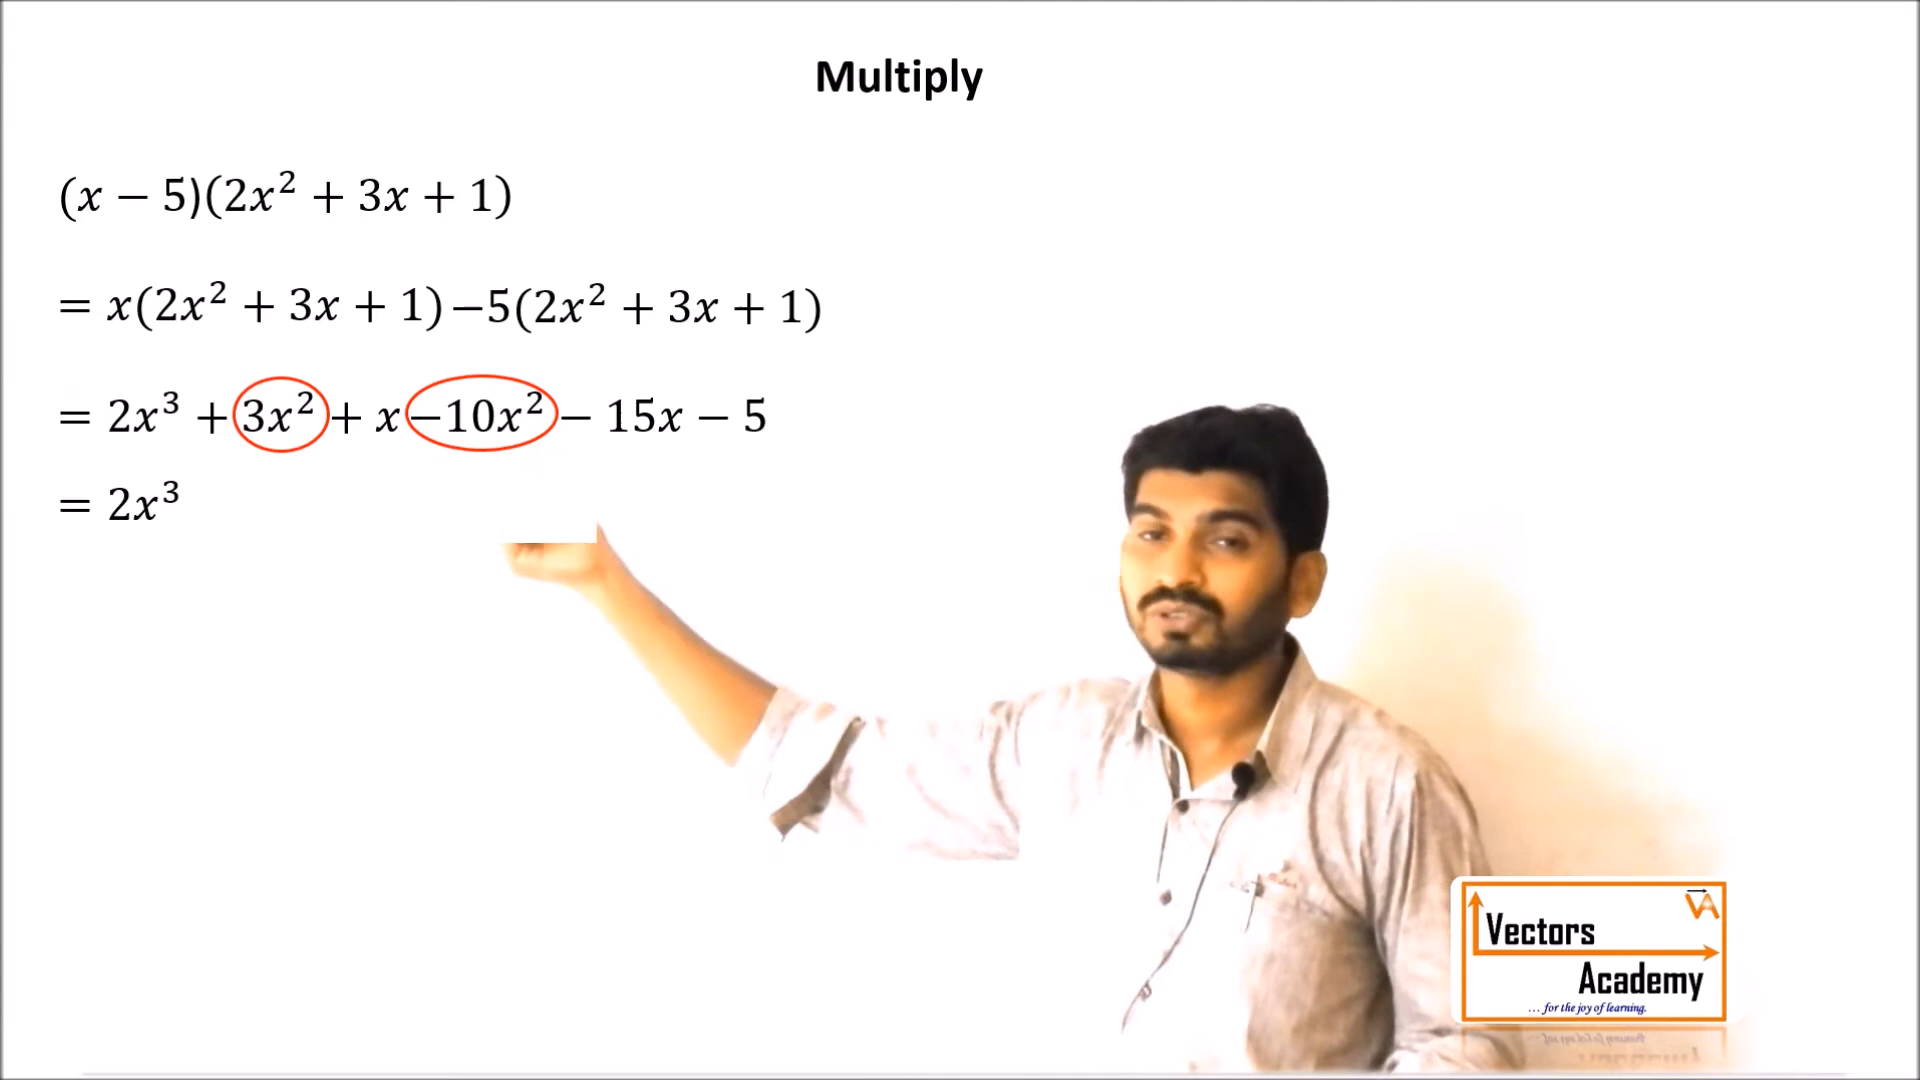 Multiply
(x − 5)(2x² + 3x + 1)
= x(2x² + 3x + 1) −5(2x² + 3x + 1)
= 2x³ + 3x² + x −10x² − 15x − 5
= 2x³
VA
Vectors
Academy
... for the joy of learning.